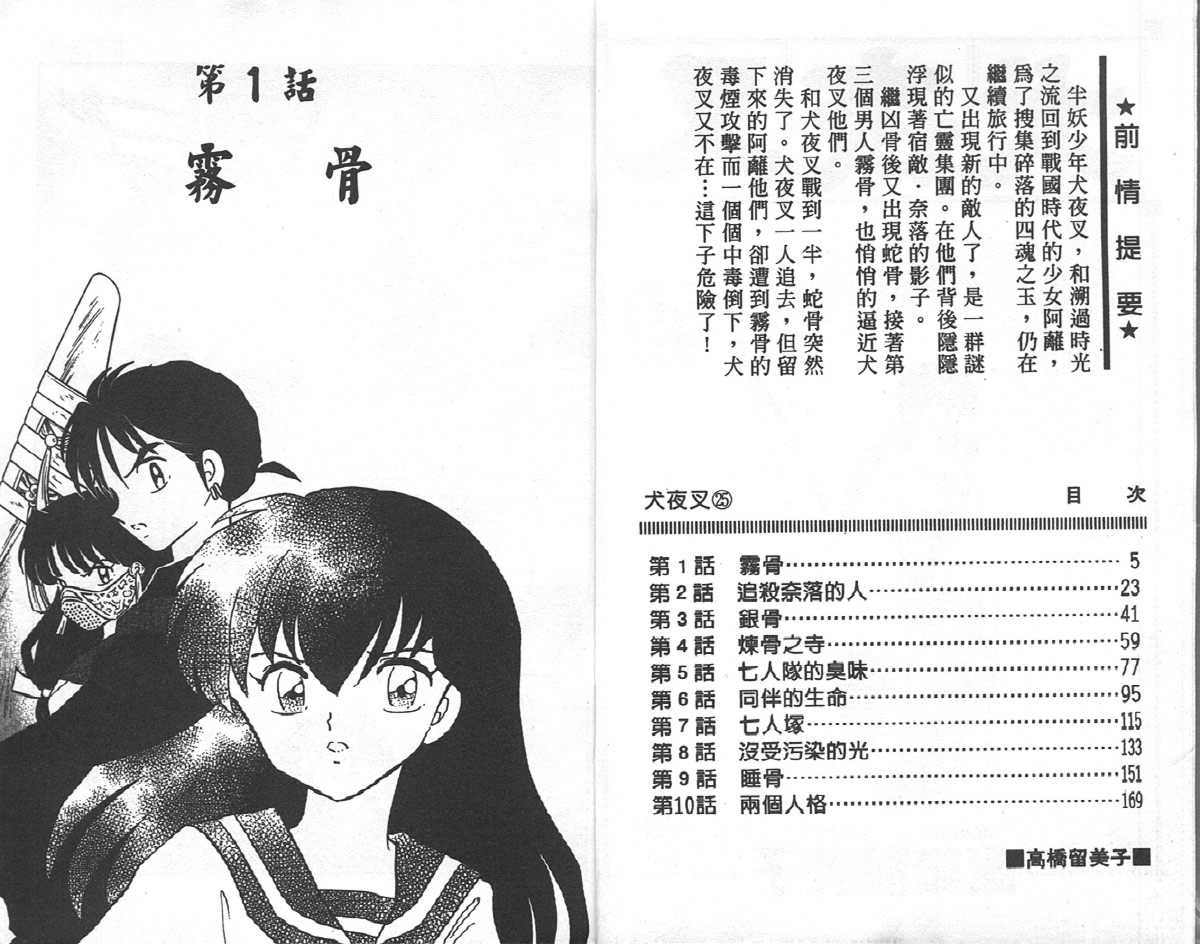 ★前情提要★
半妖少年犬夜叉，和溯過時光
之流回到戰國時代的少女阿籬，
爲了搜集碎落的四魂之玉，仍在
繼續旅行中。
又出現新的敵人了，是一群謎
似的亡靈集團。在他們背後隱隱
浮現著宿敵·奈落的影子。
繼凶骨後又出現蛇骨，接著第
三個男人霧骨，也悄悄的逼近犬
夜叉他們。
和犬夜叉戰到一半，蛇骨突然
消失了。犬夜叉一人追去，但留
下來的阿籬他們，卻遭到霧骨的
毒煙攻擊而一個個中毒倒下，犬
夜叉又不在…這下子危險了！
犬夜叉㉕ 目次
第1話 霧骨 5
第2話 追殺奈落的人 23
第3話 銀骨 41
第4話 煉骨之寺 59
第5話 七人隊的臭味 77
第6話 同伴的生命 95
第7話 七人塚 115
第8話 沒受污染的光 133
第9話 睡骨 151
第10話 兩個人格 169
■高橋留美子■
第1話
霧骨